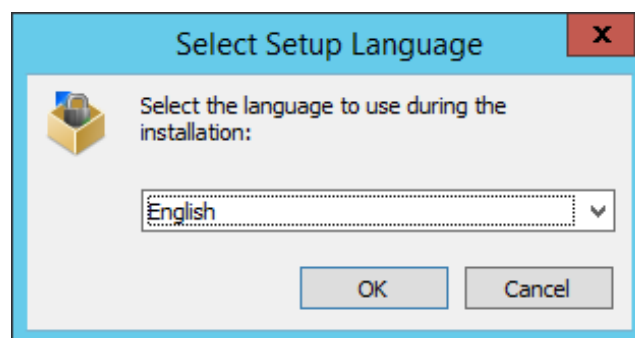 Select Setup Language
x
Select the language to use during the
installation:
English
OK
Cancel